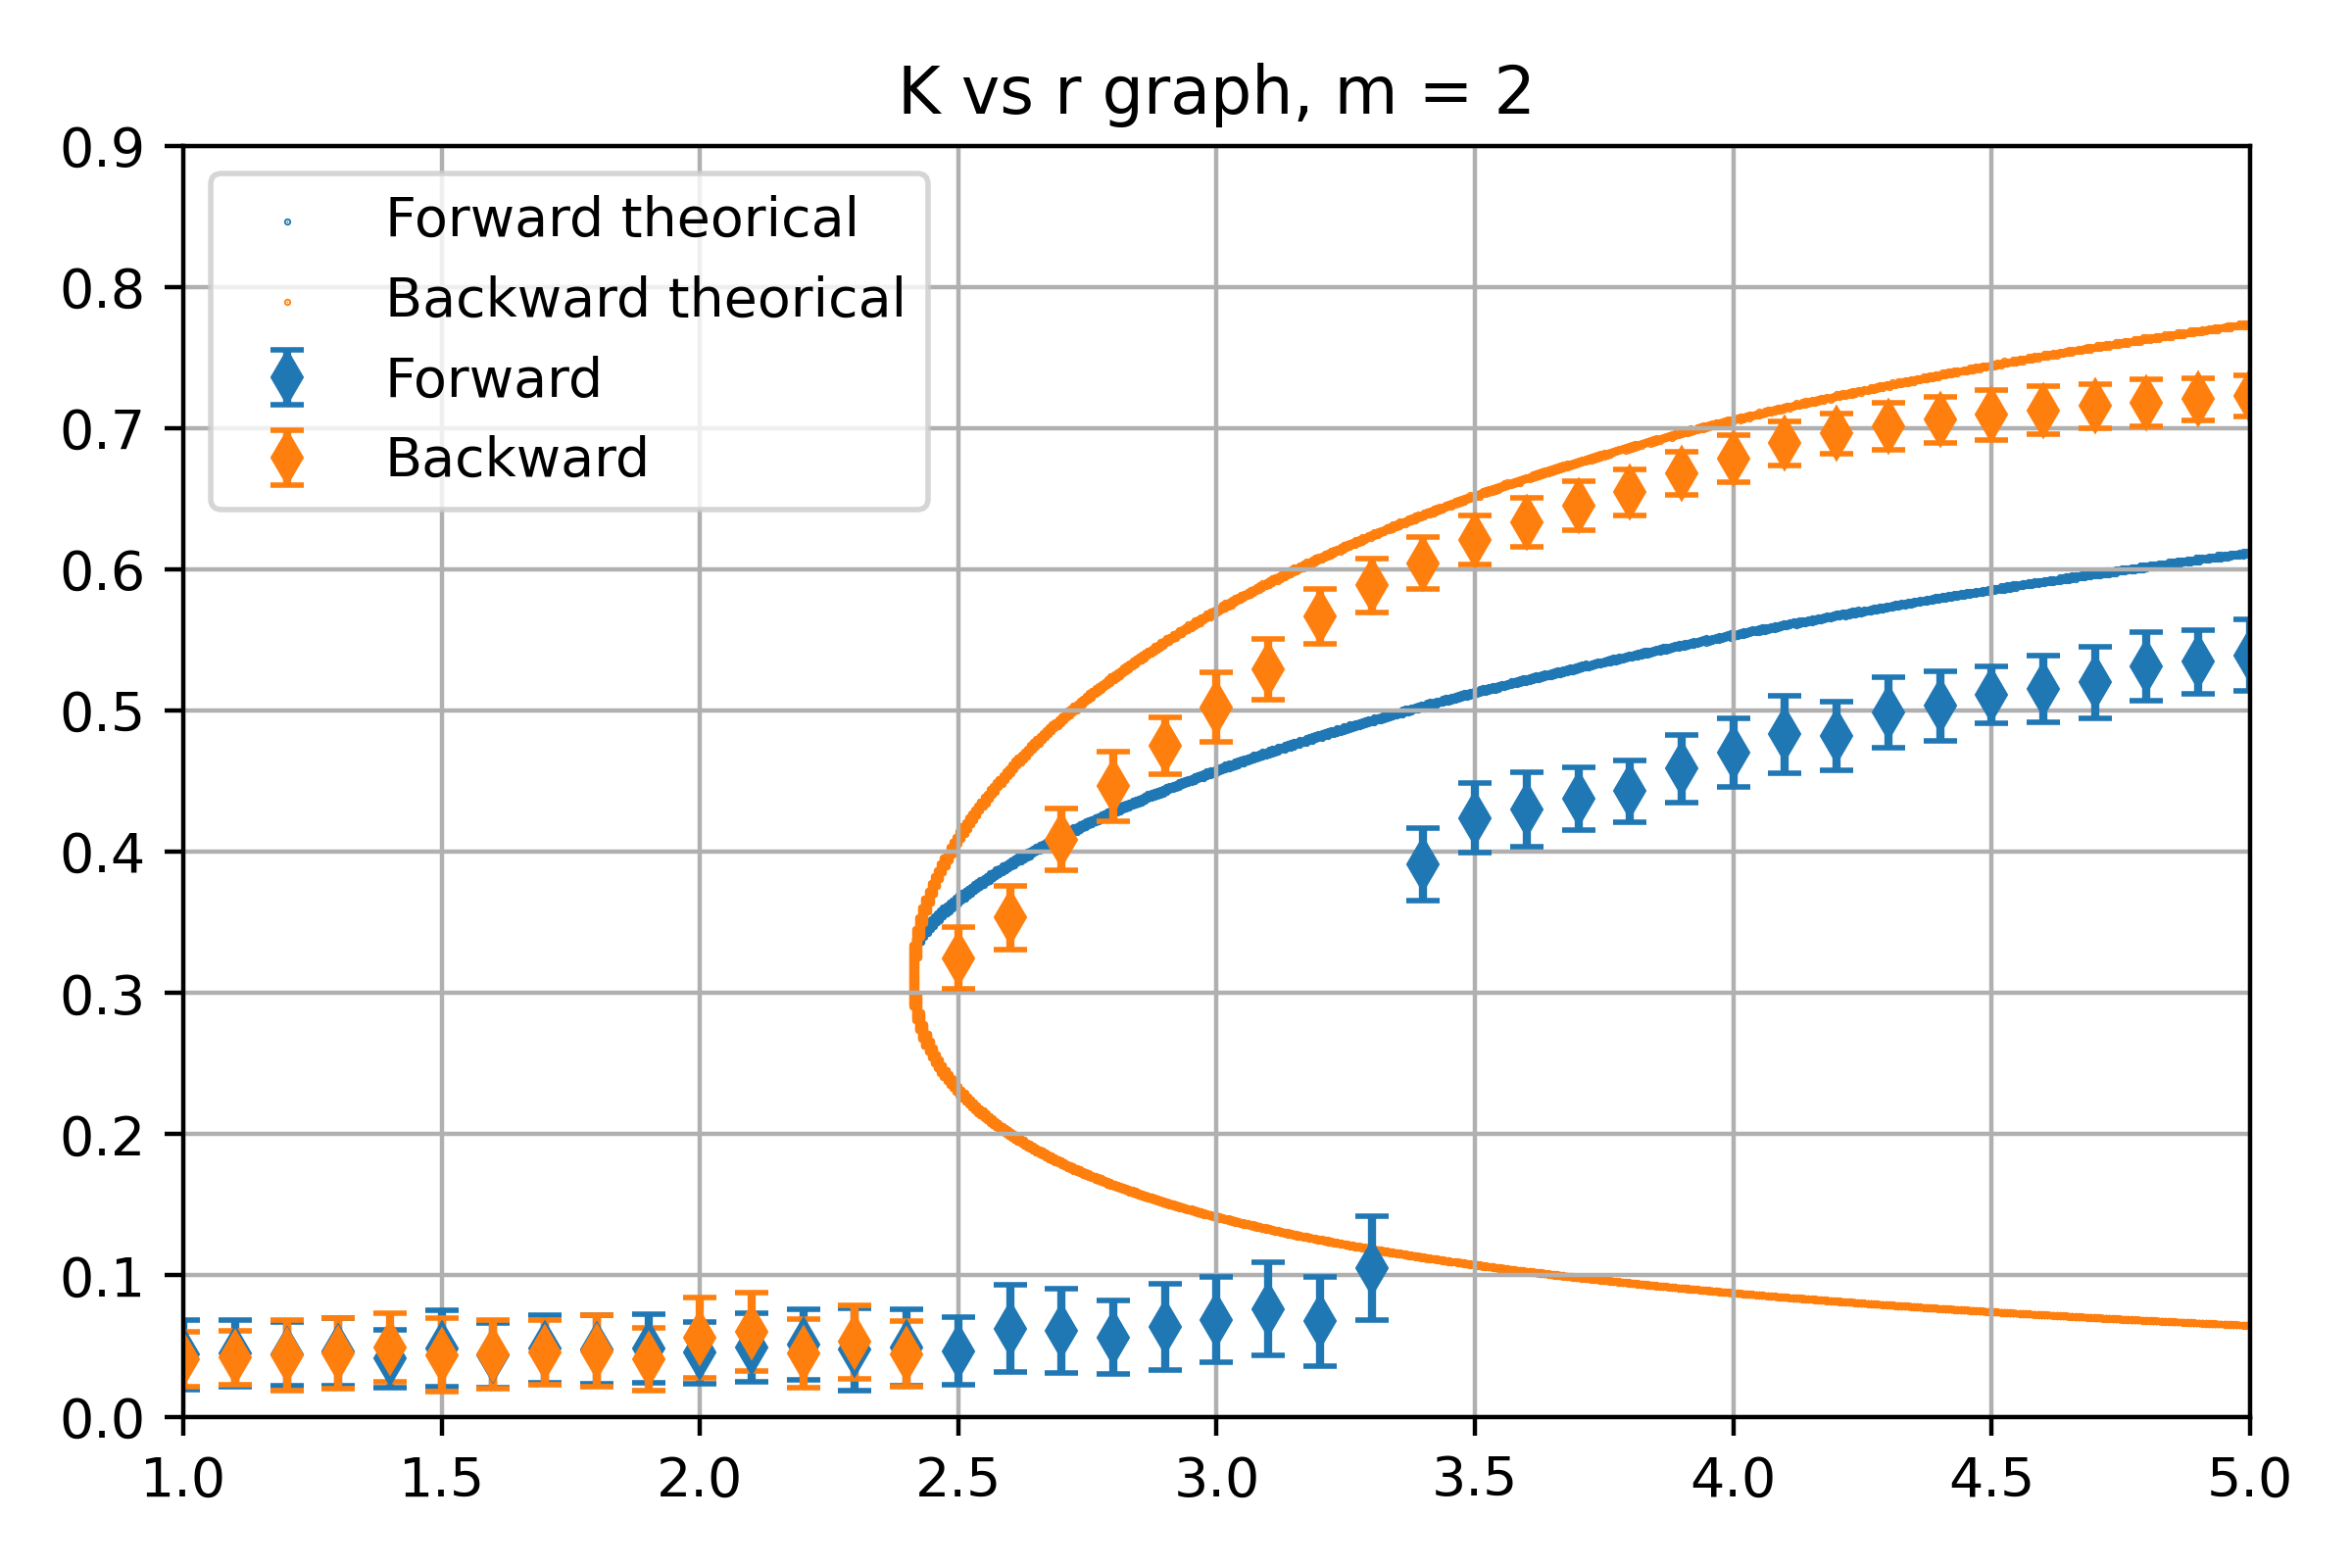 K vs r graph, m = 2
0.9
0.8
0.7
0.6
0.5
0.4
0.3
0.2
0.1
0.0
Forward theorical
Backward theorical
Forward
Backward
1.0 1.5 2.0 2.5 3.0 3.5 4.0 4.5 5.0